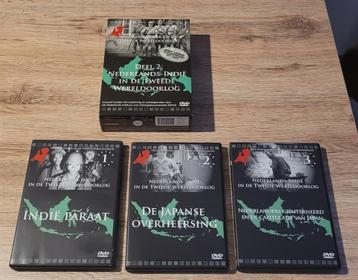 DEEL 2
NEDERLANDS-INDIË
IN DE TWEEDE
WERELDOORLOG
1.
NEDERLANDS-INDIË
IN DE TWEEDE WERELDOORLOG
INDIË PARAAT
DVD
2.
NEDERLANDS-INDIË
IN DE TWEEDE WERELDOORLOG
DE JAPANSE
OVERHEERSING
DVD
3.
NEDERLANDS-INDIË
IN DE TWEEDE WERELDOORLOG
NEDERLANDERS GEÏNTERNEERD
EN DE CAPITULATIE VAN JAPAN
DVD